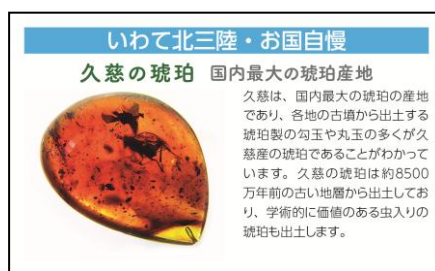 いわて北三陸・お国自慢
久慈の琥珀 国内最大の琥珀産地
久慈は、国内最大の琥珀の産地
であり、各地の古墳から出土する
琥珀製の勾玉や丸玉の多くが久
慈産の琥珀であることがわかって
います。久慈の琥珀は約8500
万年前の古い地層から出土してお
り、学術的に価値のある虫入りの
琥珀も出土します。